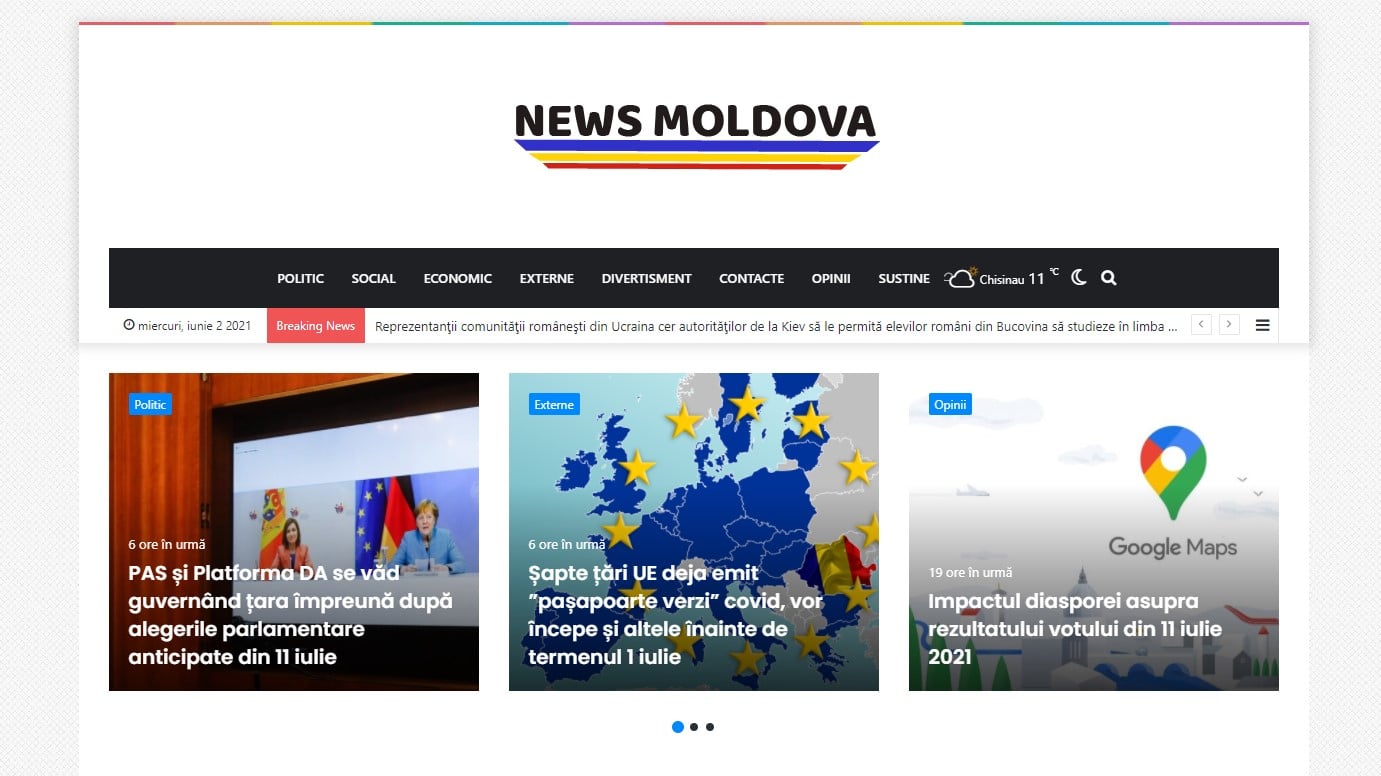 NEWS MOLDOVA
POLITIC SOCIAL ECONOMIC EXTERNE DIVERTISMENT CONTACTE OPINII SUSTINE Chisinau 11 °C
miercuri, iunie 2 2021 Breaking News Reprezentanții comunității românești din Ucraina cer autorităților de la Kiev să le permită elevilor români din Bucovina să studieze în limba ...
Politic
6 ore în urmă
PAS și Platforma DA se văd
guvernând țara împreună după
alegerile parlamentare
anticipate din 11 iulie
Externe
6 ore în urmă
Șapte țări UE deja emit
”pașapoarte verzi” covid, vor
începe și altele înainte de
termenul 1 iulie
Opinii
Google Maps
19 ore în urmă
Impactul diasporei asupra
rezultatului votului din 11 iulie
2021